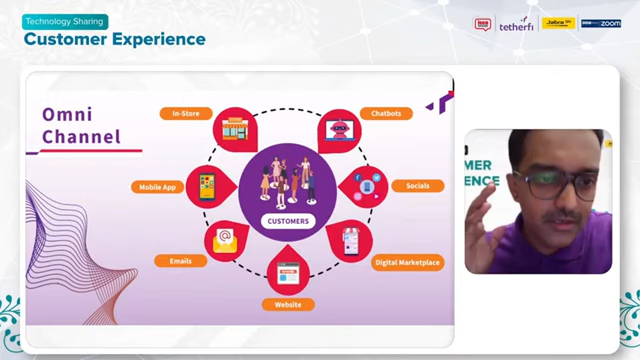 Technology Sharing
Customer Experience
tetherfi
Jabra
zoom
Omni
Channel
In-Store
Chatbots
Mobile App
Socials
CUSTOMERS
Emails
Digital Marketplace
Website
MER
IENCE